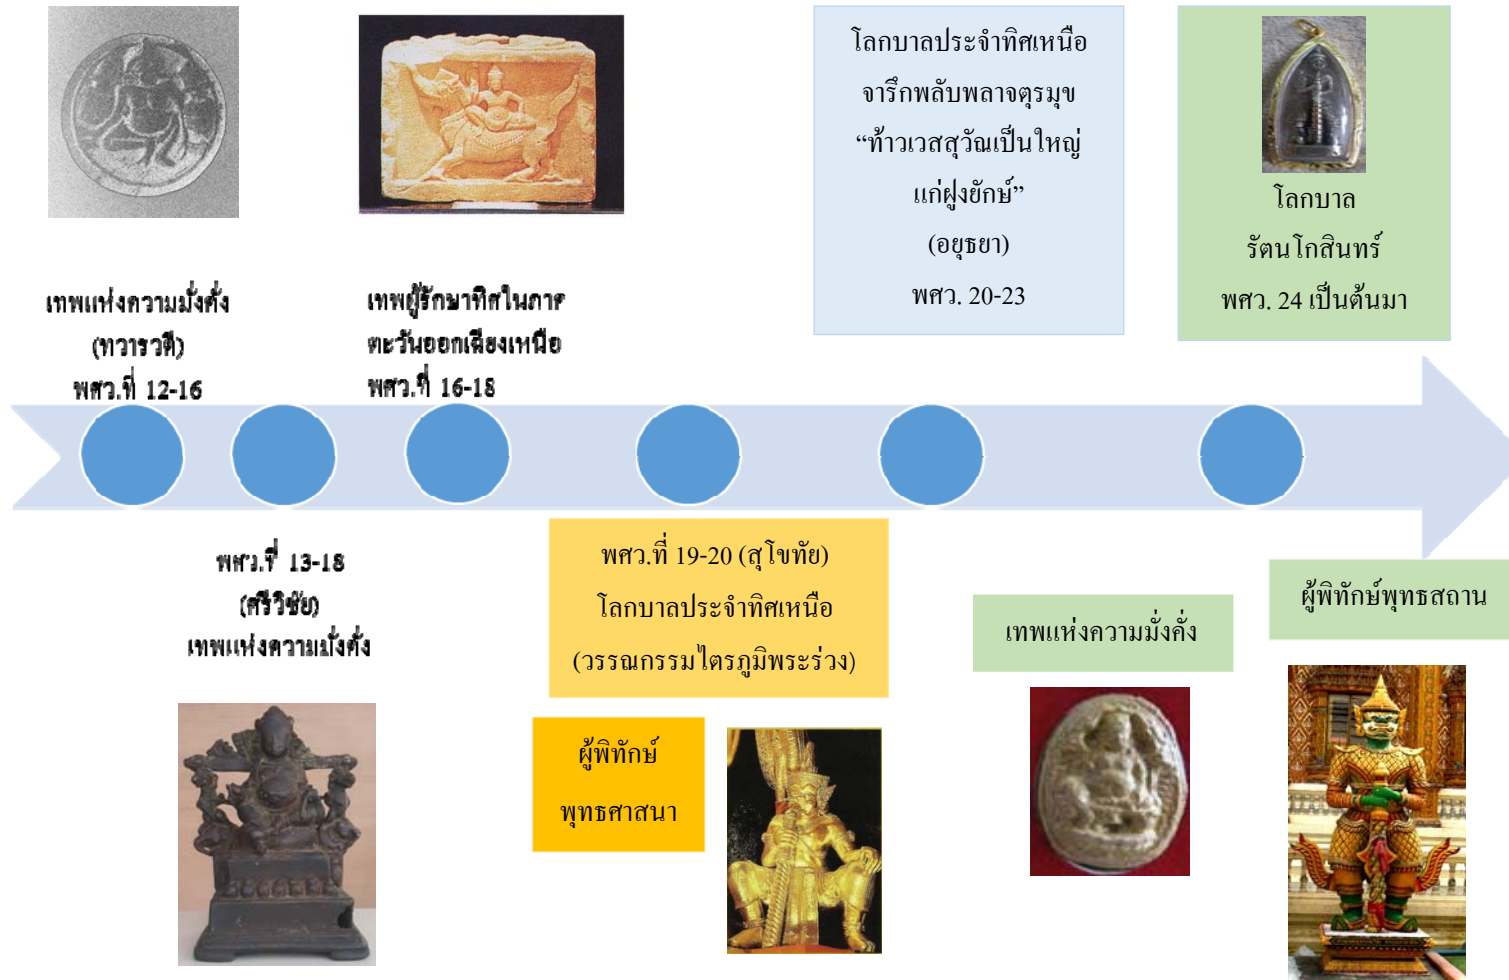 เทพแห่งความมั่งคั่ง
(ทวารวดี)
พศว.ที่ 12-16
เทพผู้รักษาทิศในภาค
ตะวันออกเฉียงเหนือ
พศว.ที่ 16-18
โลกบาลประจำทิศเหนือ
จารึกพลับพลาจตุรมุข
“ท้าวเวสสุวัณเป็นใหญ่
แก่ฝูงยักษ์”
(อยุธยา)
พศว. 20-23
โลกบาล
รัตนโกสินทร์
พศว. 24 เป็นต้นมา
พศว.ที่ 13-18
(ศรีวิชัย)
เทพแห่งความมั่งคั่ง
พศว.ที่ 19-20 (สุโขทัย)
โลกบาลประจำทิศเหนือ
(วรรณกรรมไตรภูมิพระร่วง)
ผู้พิทักษ์
พุทธศาสนา
เทพแห่งความมั่งคั่ง
ผู้พิทักษ์พุทธสถาน